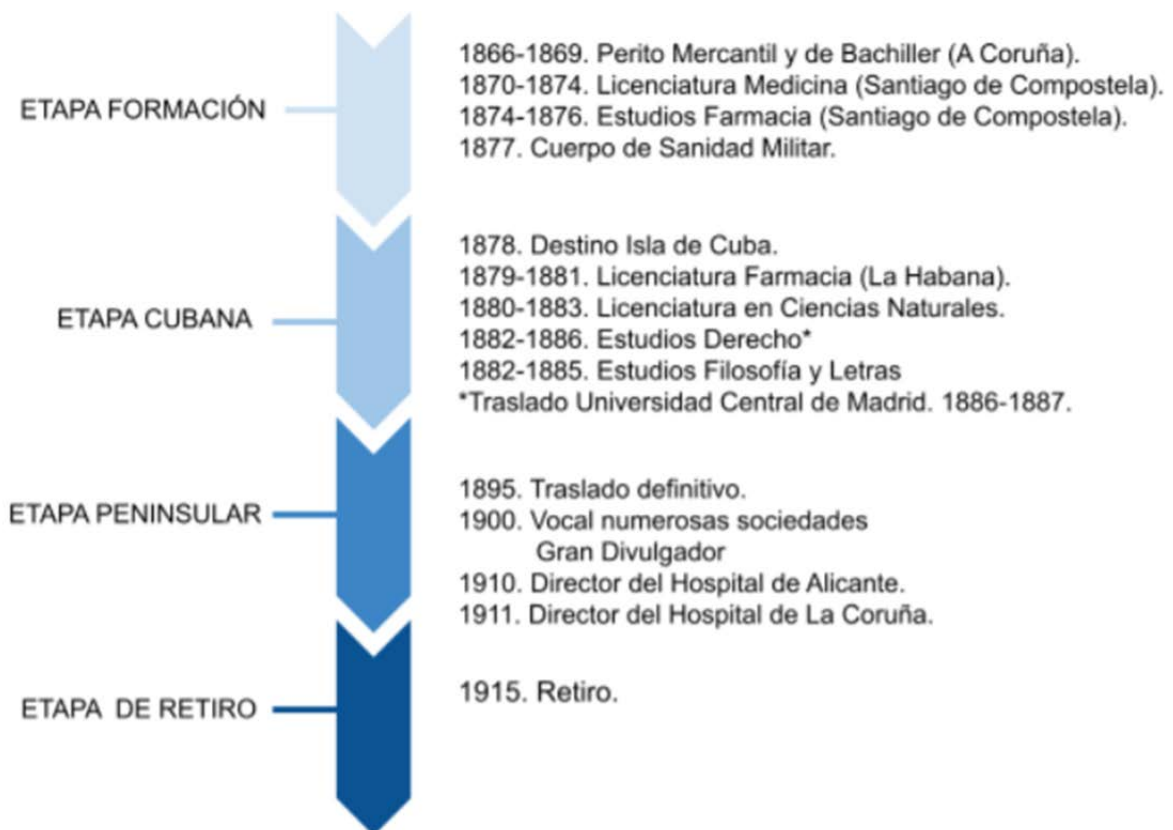 ETAPA FORMACIÓN
1866-1869. Perito Mercantil y de Bachiller (A Coruña).
1870-1874. Licenciatura Medicina (Santiago de Compostela).
1874-1876. Estudios Farmacia (Santiago de Compostela).
1877. Cuerpo de Sanidad Militar.
ETAPA CUBANA
1878. Destino Isla de Cuba.
1879-1881. Licenciatura Farmacia (La Habana).
1880-1883. Licenciatura en Ciencias Naturales.
1882-1886. Estudios Derecho*
1882-1885. Estudios Filosofía y Letras
*Traslado Universidad Central de Madrid. 1886-1887.
ETAPA PENINSULAR
1895. Traslado definitivo.
1900. Vocal numerosas sociedades
Gran Divulgador
1910. Director del Hospital de Alicante.
1911. Director del Hospital de La Coruña.
ETAPA DE RETIRO
1915. Retiro.